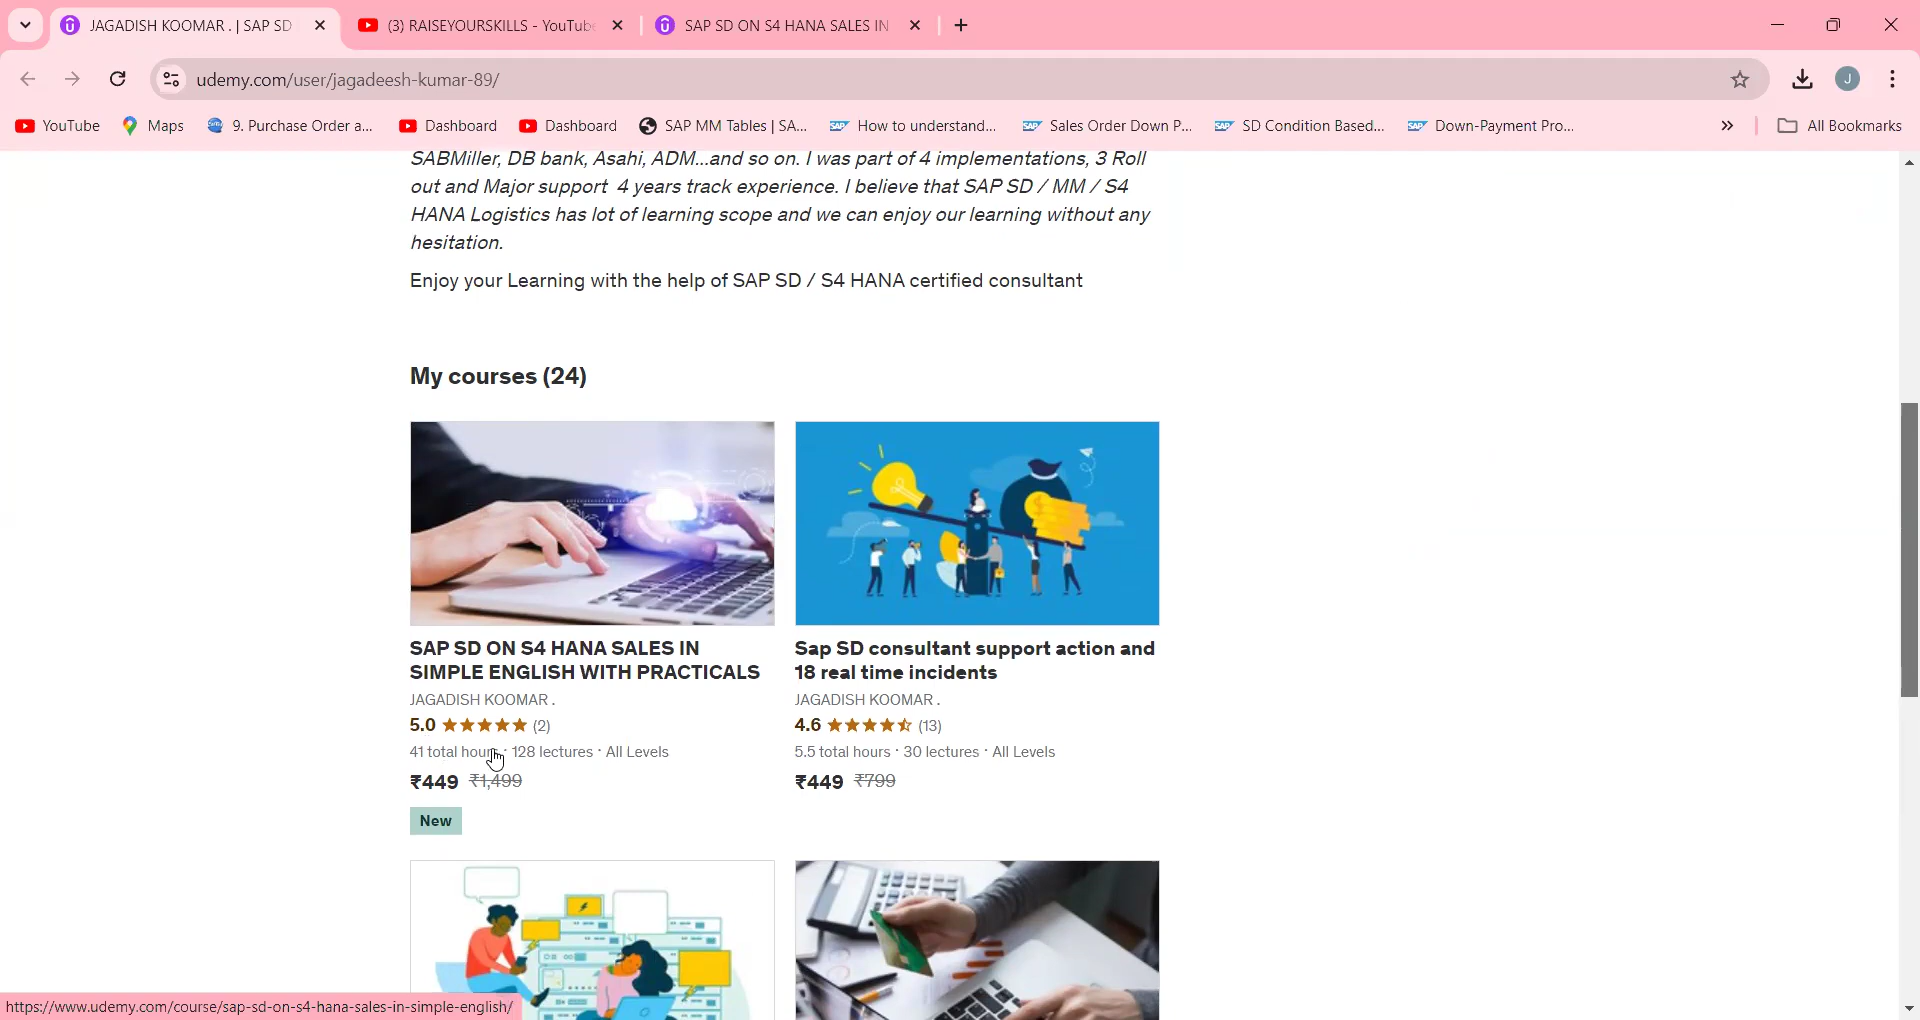 JAGADISH KOOMAR . | SAP SD
(3) RAISEYOURSKILLS - YouTube
SAP SD ON S4 HANA SALES IN
udemy.com/user/jagadeesh-kumar-89/
J
YouTube
Maps
9. Purchase Order a...
Dashboard
Dashboard
SAP MM Tables | SA...
How to understand...
Sales Order Down P...
SD Condition Based...
Down-Payment Pro...
All Bookmarks
SABMiller, DB bank, Asahi, ADM...and so on. I was part of 4 implementations, 3 Roll
out and Major support 4 years track experience. I believe that SAP SD / MM / S4
HANA Logistics has lot of learning scope and we can enjoy our learning without any
hesitation.
Enjoy your Learning with the help of SAP SD / S4 HANA certified consultant
My courses (24)
SAP SD ON S4 HANA SALES IN
SIMPLE ENGLISH WITH PRACTICALS
JAGADISH KOOMAR .
5.0 (2)
41 total hours · 128 lectures · All Levels
₹449 ₹1,499
New
Sap SD consultant support action and
18 real time incidents
JAGADISH KOOMAR .
4.6 (13)
5.5 total hours · 30 lectures · All Levels
₹449 ₹799
https://www.udemy.com/course/sap-sd-on-s4-hana-sales-in-simple-english/